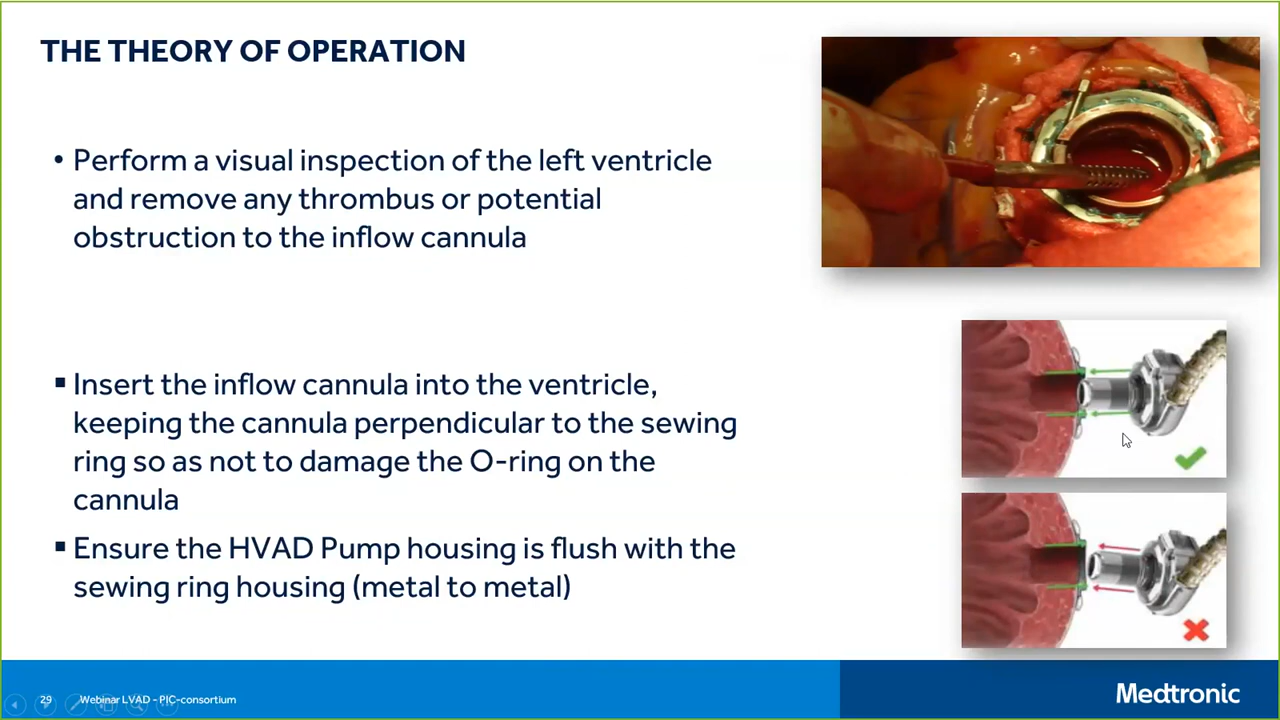 THE THEORY OF OPERATION
• Perform a visual inspection of the left ventricle
and remove any thrombus or potential
obstruction to the inflow cannula
▪ Insert the inflow cannula into the ventricle,
keeping the cannula perpendicular to the sewing
ring so as not to damage the O-ring on the
cannula
▪ Ensure the HVAD Pump housing is flush with the
sewing ring housing (metal to metal)
29 Webinar LVAD - PIC-consortium
Medtronic